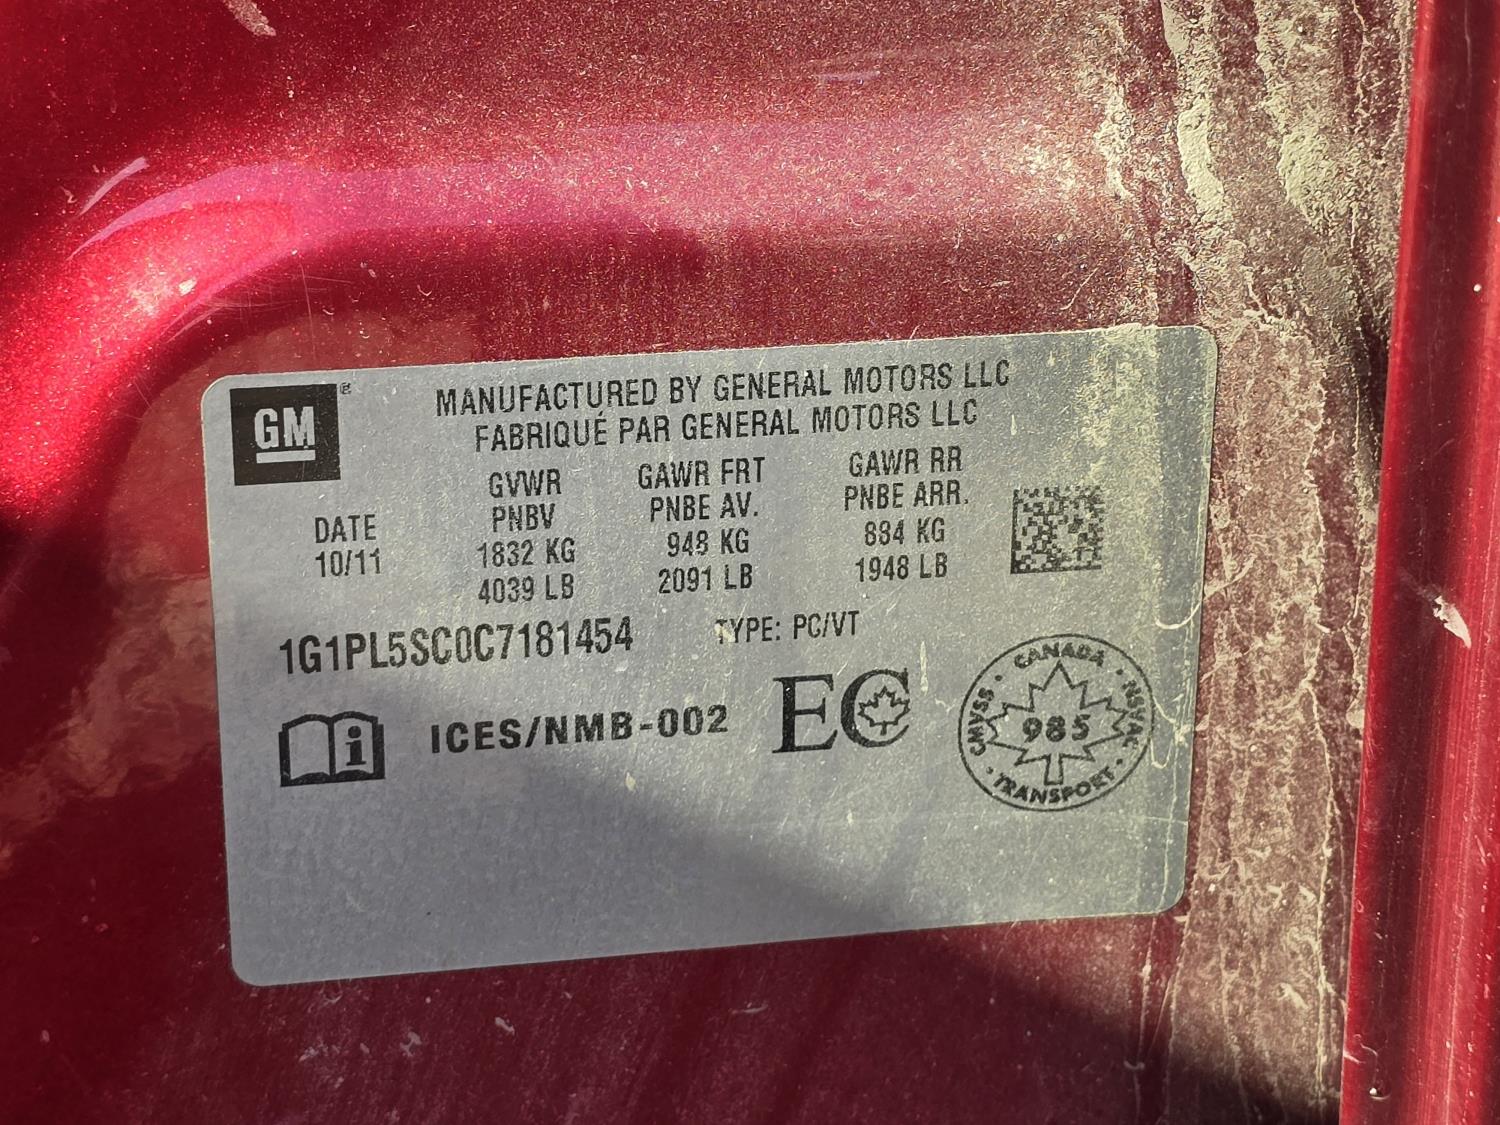 GM®
MANUFACTURED BY GENERAL MOTORS LLC
FABRIQUÉ PAR GENERAL MOTORS LLC
DATE
10/11
GVWR
PNBV
1832 KG
4039 LB
GAWR FRT
PNBE AV.
948 KG
2091 LB
GAWR RR
PNBE ARR.
884 KG
1948 LB
1G1PL5SC0C7181454
TYPE: PC/VT
i
ICES/NMB-002
EC
CANADA
CMVSS
985
NSVAC
TRANSPORT